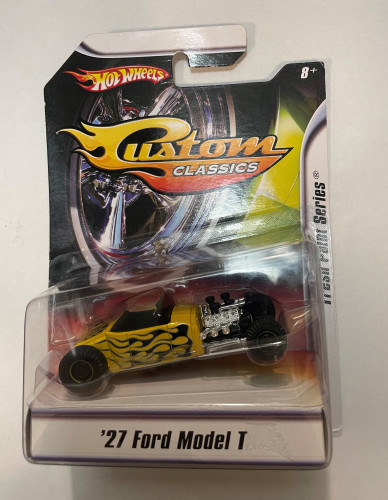 Hot Wheels
8+
Custom
CLASSICS
Fresh Paint Series®
'27 Ford Model T